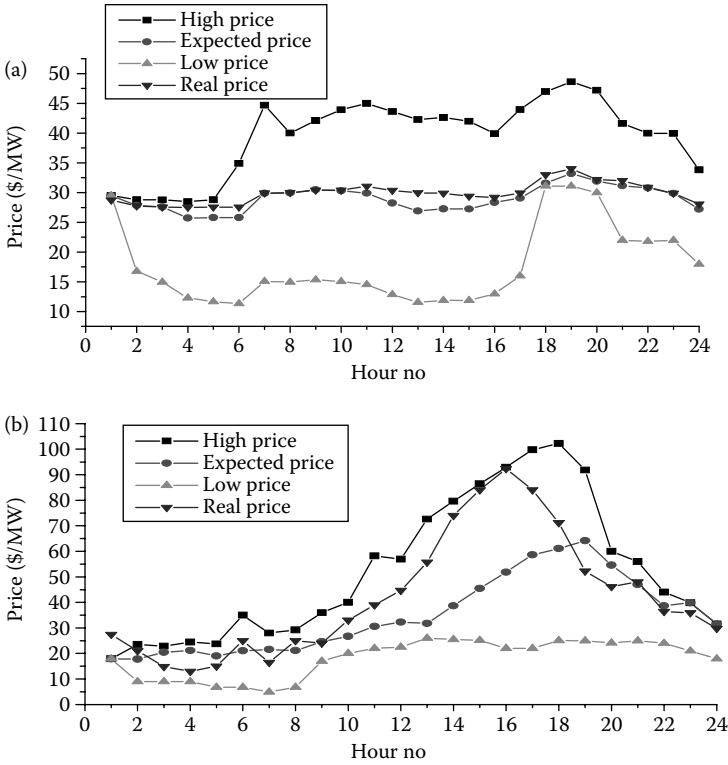 (a)
High price
Expected price
Low price
Real price
Price ($/MW)
50
45
40
35
30
25
20
15
10
0 2 4 6 8 10 12 14 16 18 20 22 24
Hour no
(b)
High price
Expected price
Low price
Real price
Price ($/MW)
110
100
90
80
70
60
50
40
30
20
10
0
0 2 4 6 8 10 12 14 16 18 20 22 24
Hour no